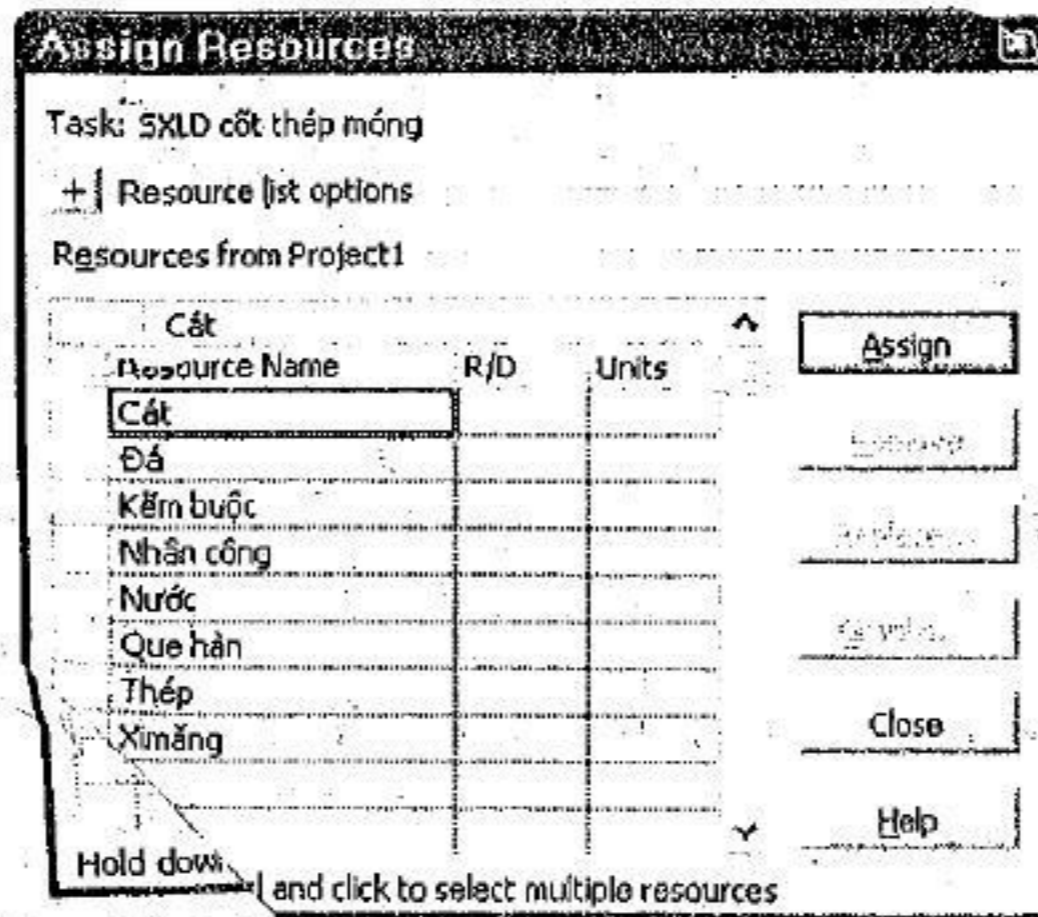 Assign Resources
Task: SXLD cốt thép móng
+ Resource list options
Resources from Project1
Cát
Resource Name R/D Units
Cát
Đá
Kẽm buộc
Nhân công
Nước
Que hàn
Thép
Ximăng
Assign
Close
Help
Hold down
and click to select multiple resources